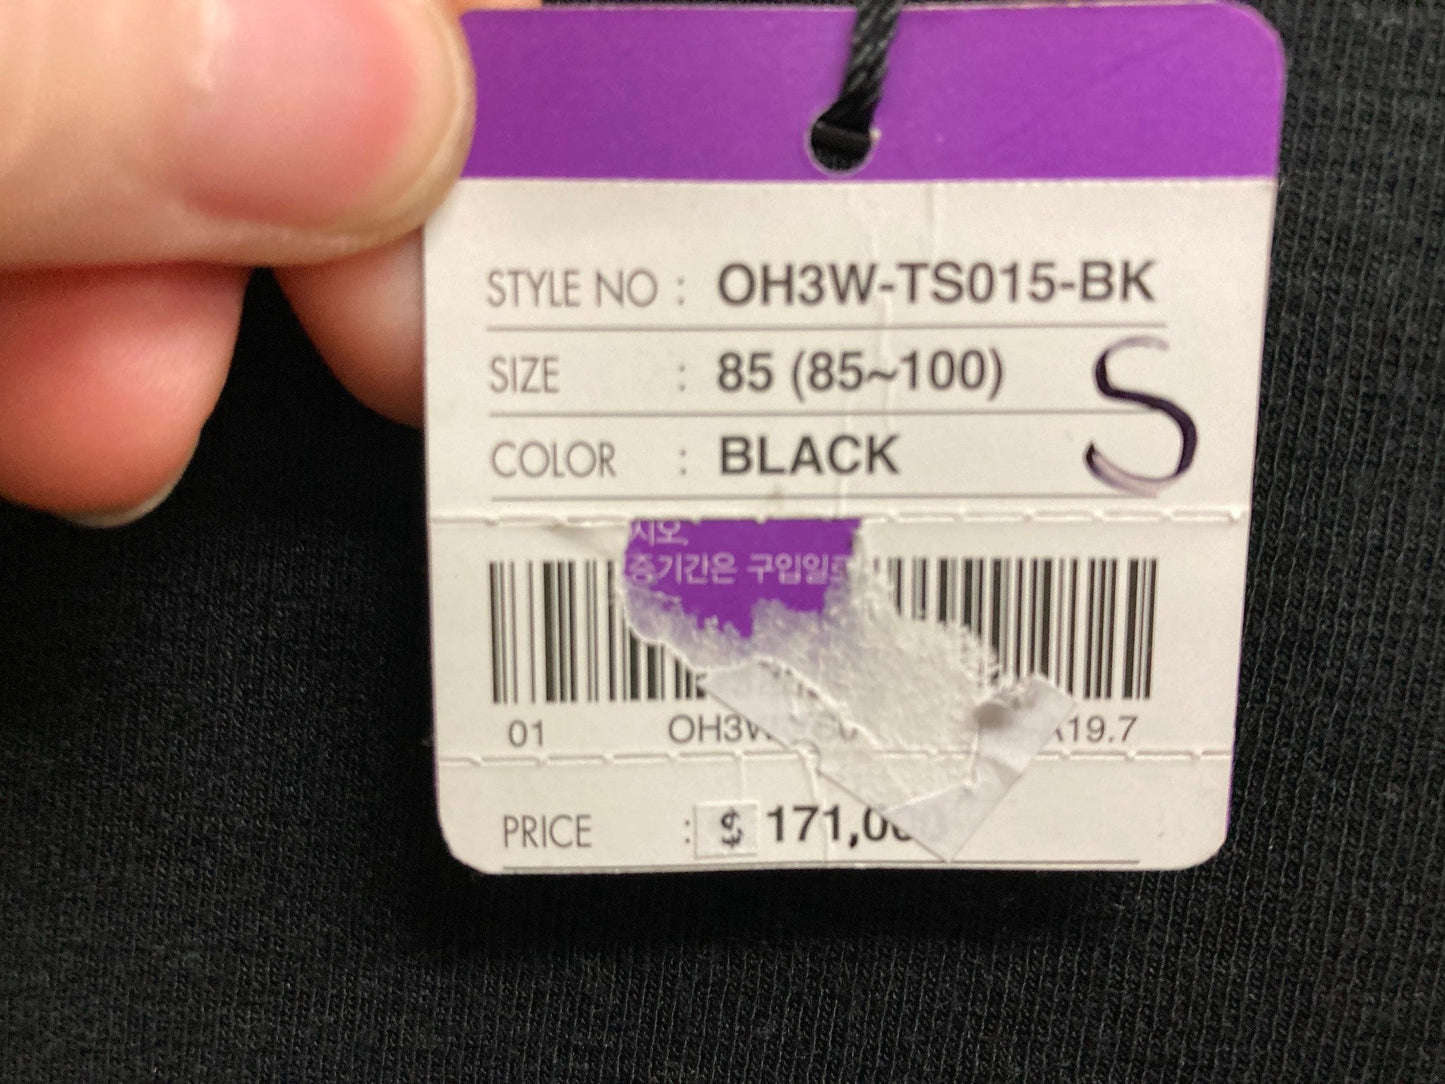 STYLE NO : OH3W-TS015-BK
SIZE : 85 (85~100)
S
COLOR : BLACK
시오.
증기간은 구입일로
01 OH3W 19.7
PRICE : $ 171,0